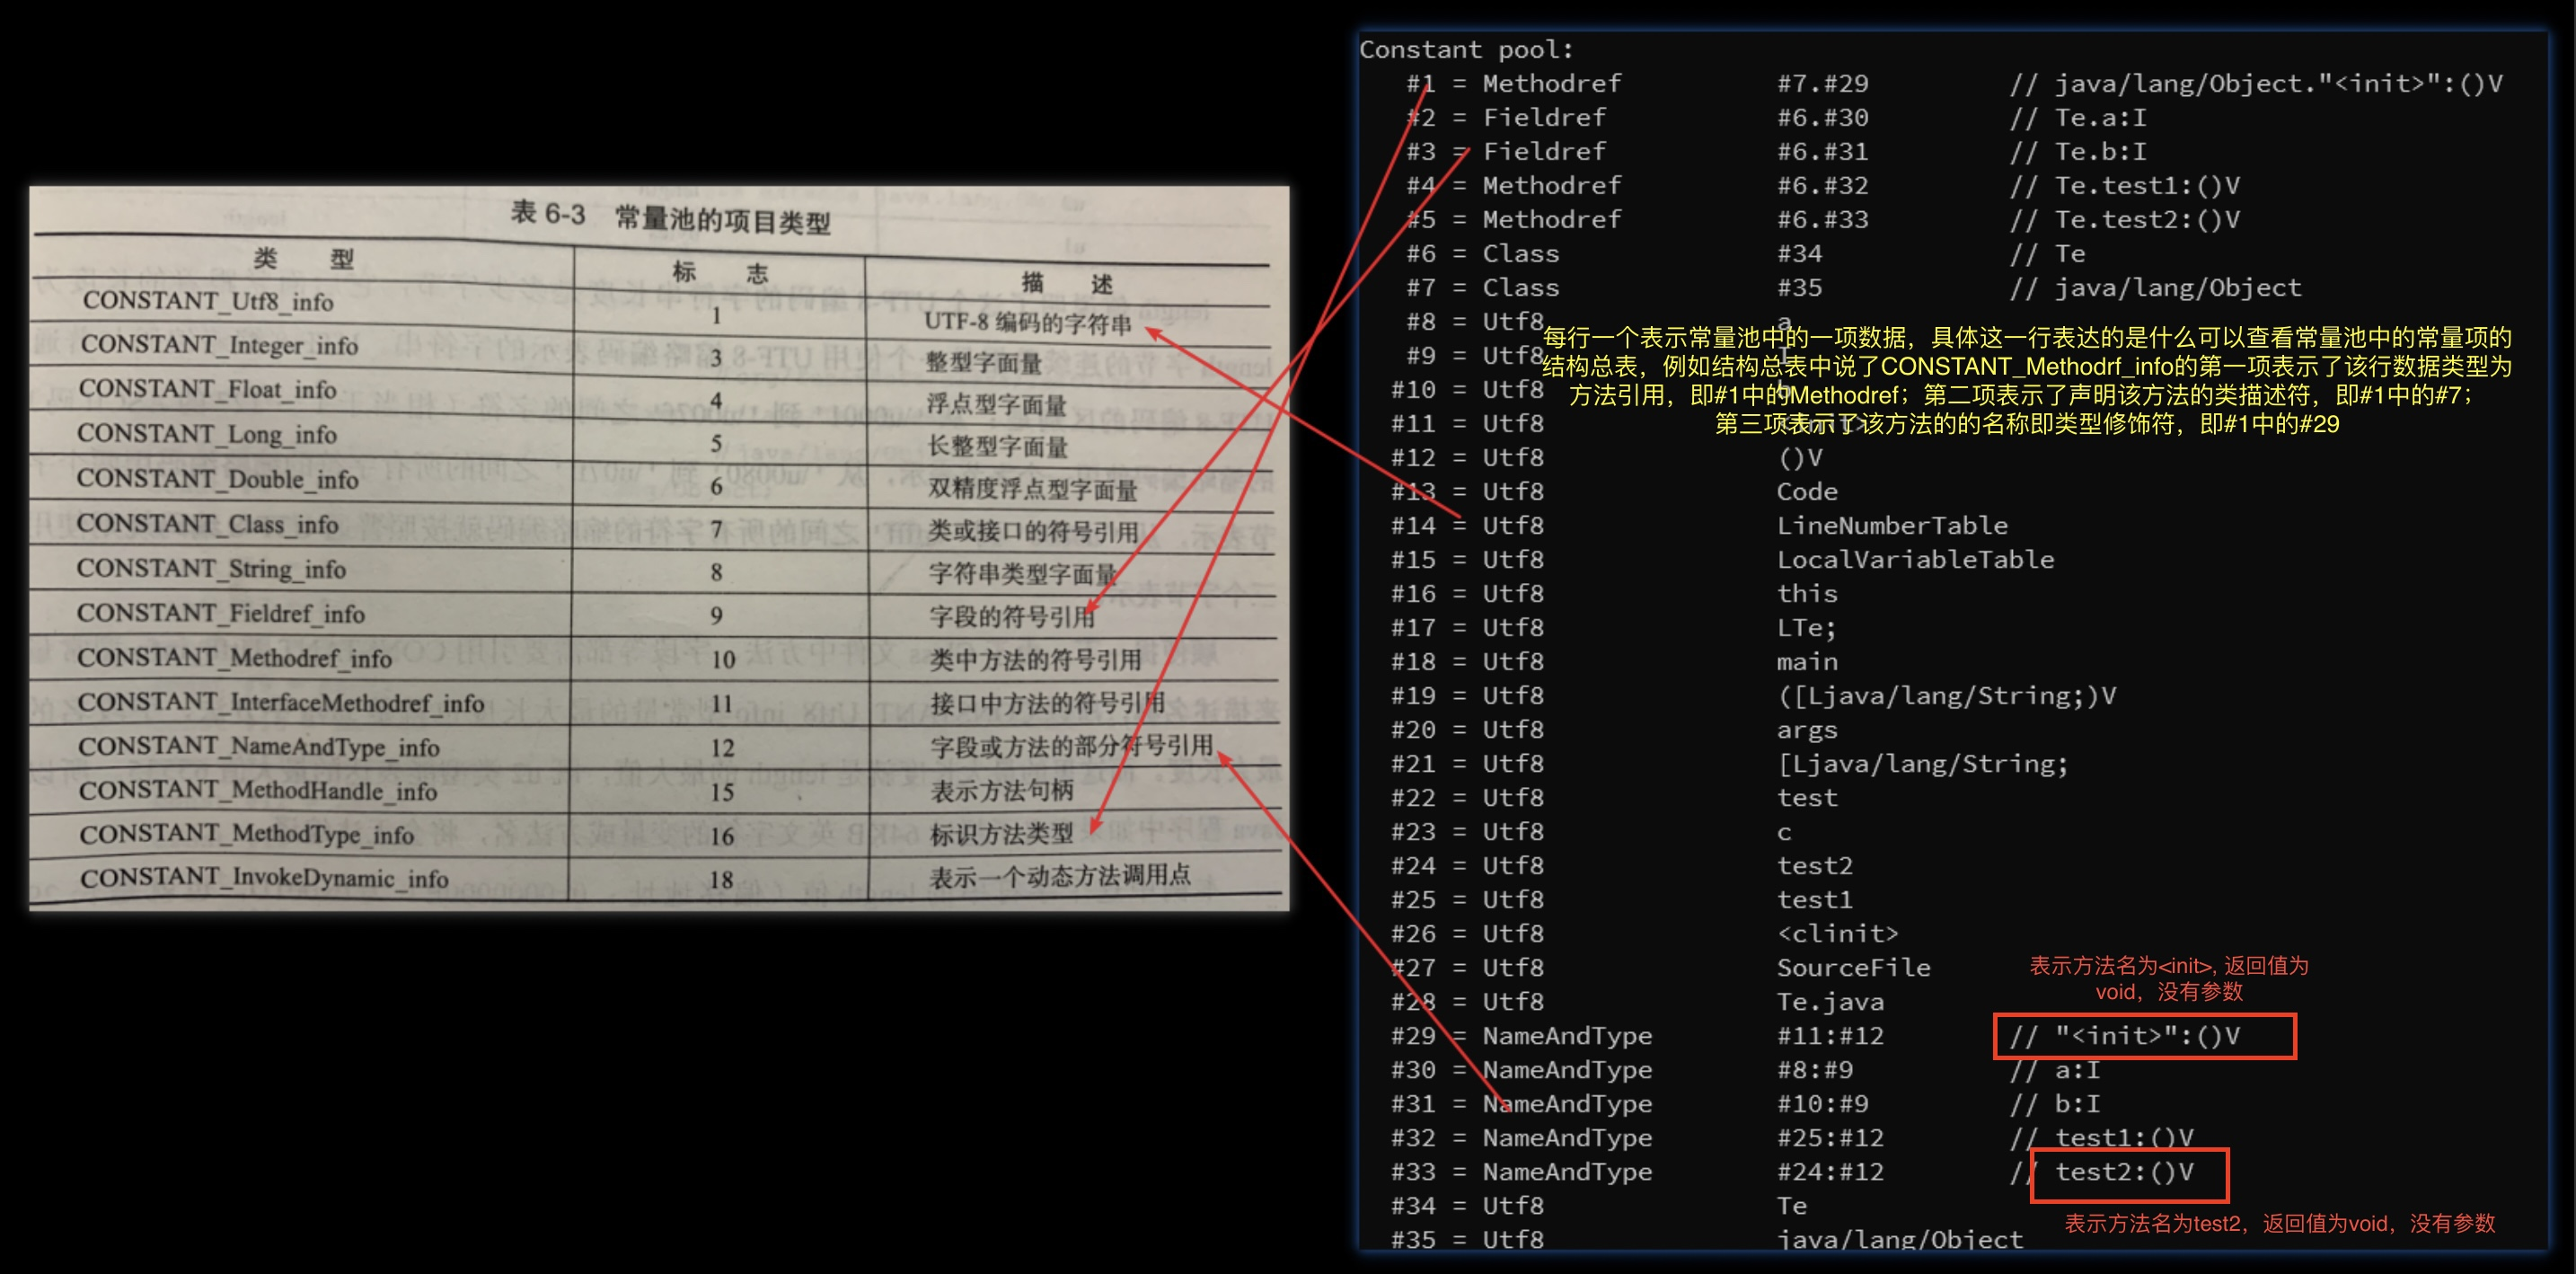 表 6-3 常量池的项目类型
类 型 标 志 描 述
CONSTANT_Utf8_info 1 UTF-8 编码的字符串
CONSTANT_Integer_info 3 整型字面量
CONSTANT_Float_info 4 浮点型字面量
CONSTANT_Long_info 5 长整型字面量
CONSTANT_Double_info 6 双精度浮点型字面量
CONSTANT_Class_info 7 类或接口的符号引用
CONSTANT_String_info 8 字符串类型字面量
CONSTANT_Fieldref_info 9 字段的符号引用
CONSTANT_Methodref_info 10 类中方法的符号引用
CONSTANT_InterfaceMethodref_info 11 接口中方法的符号引用
CONSTANT_NameAndType_info 12 字段或方法的部分符号引用
CONSTANT_MethodHandle_info 15 表示方法句柄
CONSTANT_MethodType_info 16 标识方法类型
CONSTANT_InvokeDynamic_info 18 表示一个动态方法调用点
Constant pool:
#1 = Methodref #7.#29 // java/lang/Object."<init>":()V
#2 = Fieldref #6.#30 // Te.a:I
#3 = Fieldref #6.#31 // Te.b:I
#4 = Methodref #6.#32 // Te.test1:()V
#5 = Methodref #6.#33 // Te.test2:()V
#6 = Class #34 // Te
#7 = Class #35 // java/lang/Object
#8 = Utf8 a
#9 = Utf8 I
#10 = Utf8 b
#11 = Utf8 <init>
每行一个表示常量池中的一项数据，具体这一行表达的是什么可以查看常量池中的常量项的
结构总表，例如结构总表中说了CONSTANT_Methodrf_info的第一项表示了该行数据类型为
方法引用，即#1中的Methodref；第二项表示了声明该方法的类描述符，即#1中的#7；
第三项表示了该方法的的名称即类型修饰符，即#1中的#29
#12 = Utf8 ()V
#13 = Utf8 Code
#14 = Utf8 LineNumberTable
#15 = Utf8 LocalVariableTable
#16 = Utf8 this
#17 = Utf8 LTe;
#18 = Utf8 main
#19 = Utf8 ([Ljava/lang/String;)V
#20 = Utf8 args
#21 = Utf8 [Ljava/lang/String;
#22 = Utf8 test
#23 = Utf8 c
#24 = Utf8 test2
#25 = Utf8 test1
#26 = Utf8 <clinit>
#27 = Utf8 SourceFile
#28 = Utf8 Te.java
表示方法名为<init>, 返回值为
void，没有参数
#29 = NameAndType #11:#12 // "<init>":()V
#30 = NameAndType #8:#9 // a:I
#31 = NameAndType #10:#9 // b:I
#32 = NameAndType #25:#12 // test1:()V
#33 = NameAndType #24:#12 // test2:()V
#34 = Utf8 Te
表示方法名为test2，返回值为void，没有参数
#35 = Utf8 java/lang/Object